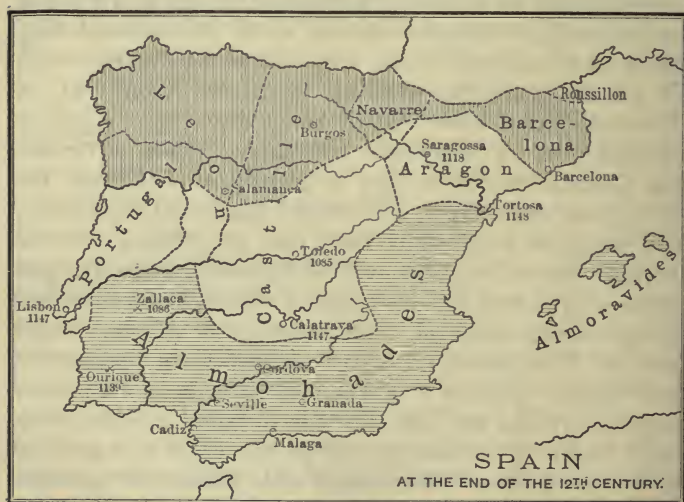 Leon
Castille
Portugal
Navarre
Burgos
Roussillon
Barce-
lona
Saragossa
1118
Aragon
Barcelona
Salamanca
Tortosa
1148
Toledo
1085
Lisbon
1147
Zallaca
1086
Calatrava
1147
Almoravides
Almohades
Cordova
Ourique
1139
Seville
Granada
Cadiz
Malaga
SPAIN
AT THE END OF THE 12TH CENTURY.